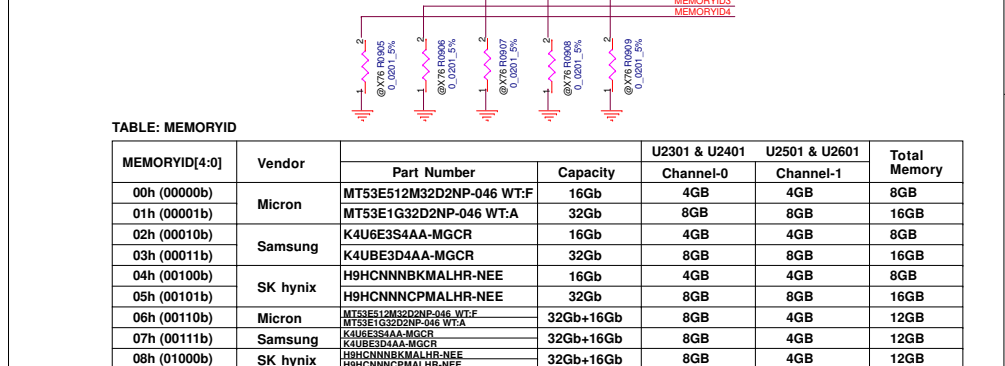 MEMORYID3
MEMORYID4
2 1 @X76 R0905 0_0201_5%
2 1 @X76 R0906 0_0201_5%
2 1 @X76 R0907 0_0201_5%
2 1 @X76 R0908 0_0201_5%
2 1 @X76 R0909 0_0201_5%
TABLE: MEMORYID
MEMORYID[4:0] Vendor Part Number Capacity U2301 & U2401 Channel-0 U2501 & U2601 Channel-1 Total Memory
00h (00000b) Micron MT53E512M32D2NP-046 WT:F 16Gb 4GB 4GB 8GB
01h (00001b) MT53E1G32D2NP-046 WT:A 32Gb 8GB 8GB 16GB
02h (00010b) Samsung K4U6E3S4AA-MGCR 16Gb 4GB 4GB 8GB
03h (00011b) K4UBE3D4AA-MGCR 32Gb 8GB 8GB 16GB
04h (00100b) SK hynix H9HCNNNBKMALHR-NEE 16Gb 4GB 4GB 8GB
05h (00101b) H9HCNNNCPMALHR-NEE 32Gb 8GB 8GB 16GB
06h (00110b) Micron MT53E512M32D2NP-046 WT:F MT53E1G32D2NP-046 WT:A 32Gb+16Gb 8GB 4GB 12GB
07h (00111b) Samsung K4U6E3S4AA-MGCR K4UBE3D4AA-MGCR 32Gb+16Gb 8GB 4GB 12GB
08h (01000b) SK hynix H9HCNNNBKMALHR-NEE H9HCNNNCPMALHR-NEE 32Gb+16Gb 8GB 4GB 12GB